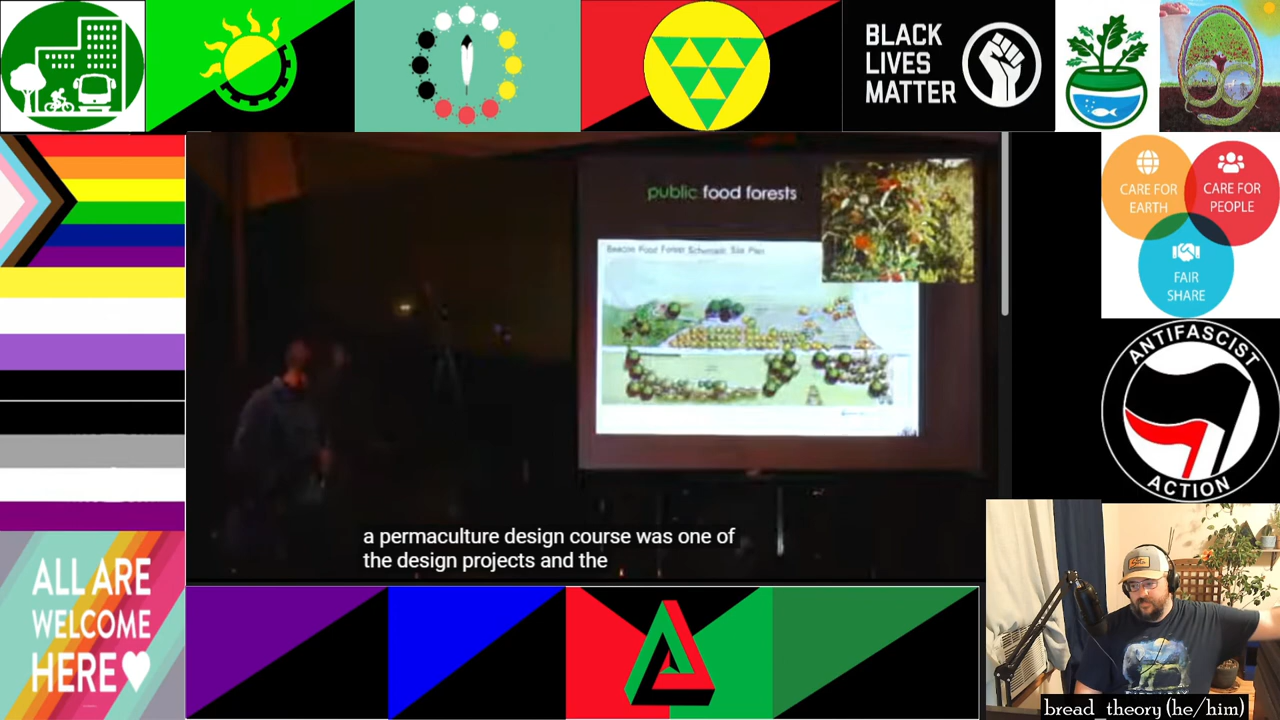 BLACK
LIVES
MATTER
public food forests
Beacon Food Forest Schematic Site Plan
CARE FOR
EARTH
CARE FOR
PEOPLE
FAIR
SHARE
ANTIFASCIST
ACTION
a permaculture design course was one of
the design projects and the
ALL ARE
WELCOME
HERE
bread_theory (he/him)